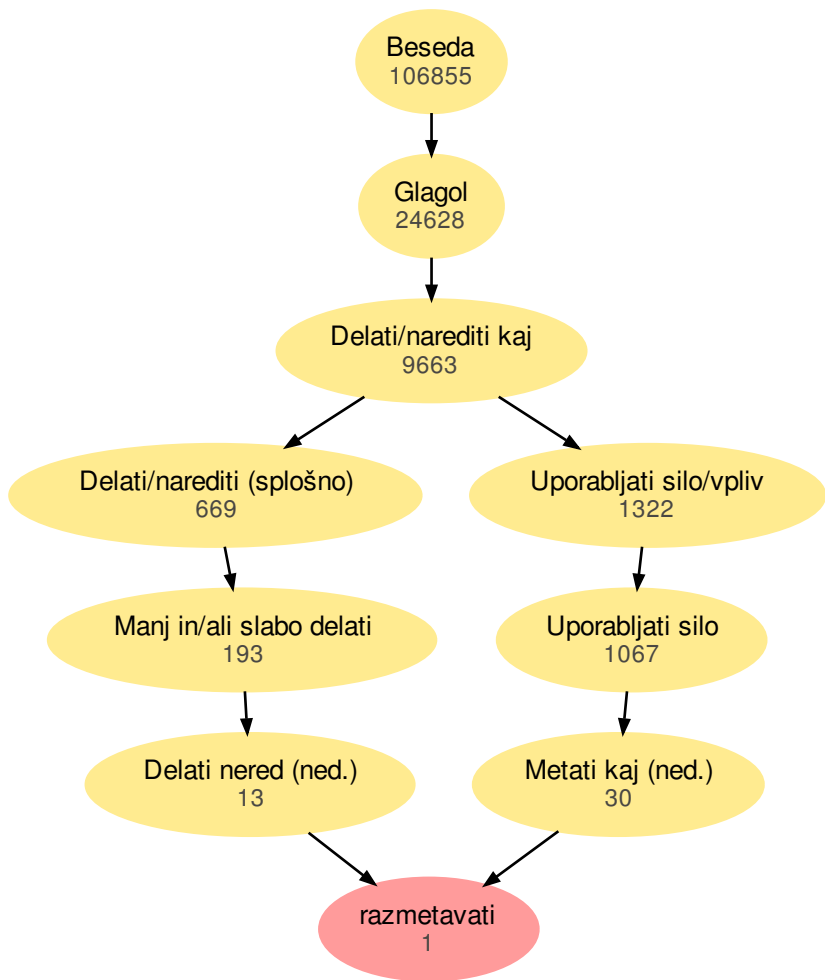 Beseda
106855
Glagol
24628
Delati/narediti kaj
9663
Delati/narediti (splošno)
669
Uporabljati silo/vpliv
1322
Manj in/ali slabo delati
193
Uporabljati silo
1067
Delati nered (ned.)
13
Metati kaj (ned.)
30
razmetavati
1